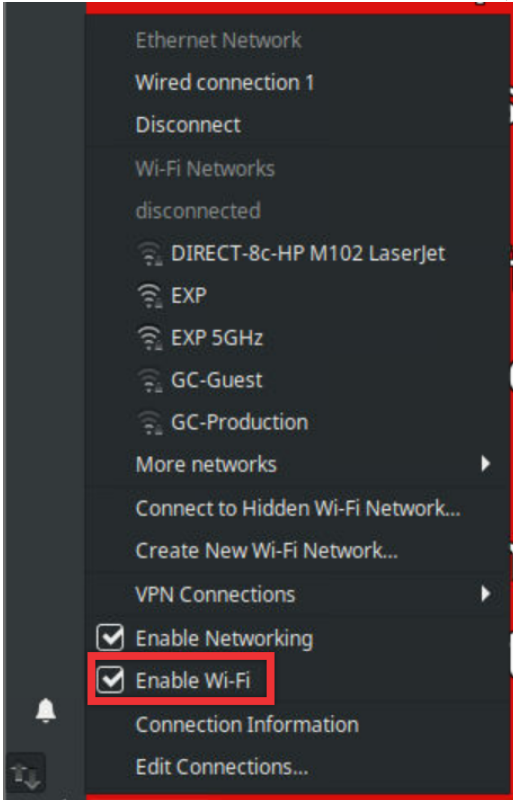 Ethernet Network
Wired connection 1
Disconnect
Wi-Fi Networks
disconnected
DIRECT-8c-HP M102 LaserJet
EXP
EXP 5GHz
GC-Guest
GC-Production
More networks
Connect to Hidden Wi-Fi Network...
Create New Wi-Fi Network...
VPN Connections
Enable Networking
Enable Wi-Fi
Connection Information
Edit Connections...